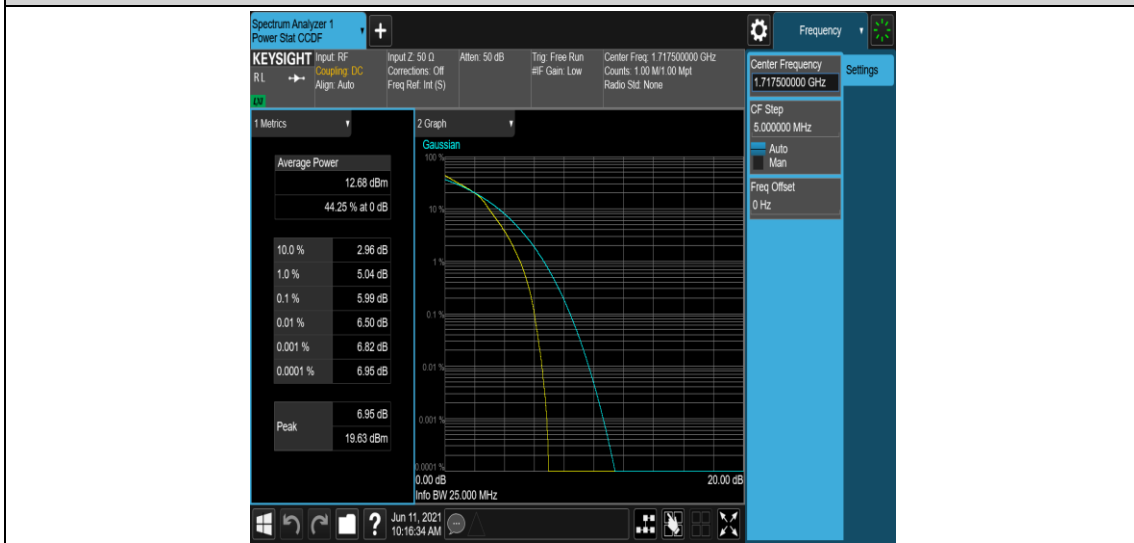 Spectrum Analyzer 1
Power Stat CCDF
Frequency
KEYSIGHT
R L
Input: RF
Coupling: DC
Align: Auto
Input Z: 50 Ω
Corrections: Off
Freq Ref: Int (S)
Atten: 50 dB
Trig: Free Run
#IF Gain: Low
Center Freq: 1.717500000 GHz
Counts: 1.00 M/1.00 Mpt
Radio Std: None
Center Frequency
1.717500000 GHz
Settings
CF Step
5.000000 MHz
Auto
Man
Freq Offset
0 Hz
1 Metrics
Average Power
12.68 dBm
44.25 % at 0 dB
10.0 % 2.96 dB
1.0 % 5.04 dB
0.1 % 5.99 dB
0.01 % 6.50 dB
0.001 % 6.82 dB
0.0001 % 6.95 dB
Peak
6.95 dB
19.63 dBm
2 Graph
Gaussian
100 %
10 %
1 %
0.1 %
0.01 %
0.001 %
0.0001 %
0.00 dB 20.00 dB
Info BW 25.000 MHz
?
Jun 11, 2021
10:16:34 AM